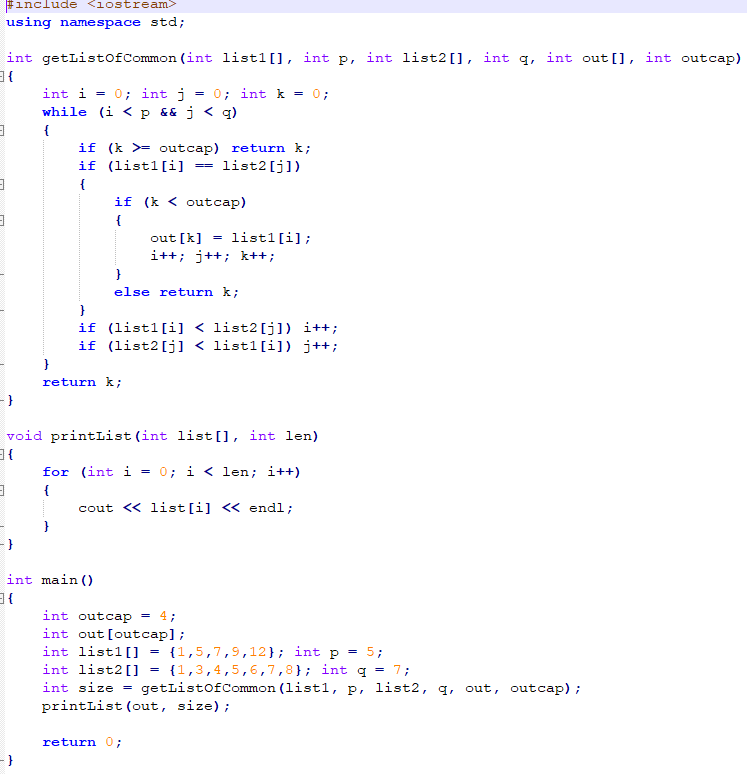 #include <iostream>
using namespace std;
int getListOfCommon(int list1[], int p, int list2[], int q, int out[], int outcap)
{
int i = 0; int j = 0; int k = 0;
while (i < p && j < q)
{
if (k >= outcap) return k;
if (list1[i] == list2[j])
{
if (k < outcap)
{
out[k] = list1[i];
i++; j++; k++;
}
else return k;
}
if (list1[i] < list2[j]) i++;
if (list2[j] < list1[i]) j++;
}
return k;
}
void printList(int list[], int len)
{
for (int i = 0; i < len; i++)
{
cout << list[i] << endl;
}
}
int main()
{
int outcap = 4;
int out[outcap];
int list1[] = {1,5,7,9,12}; int p = 5;
int list2[] = {1,3,4,5,6,7,8}; int q = 7;
int size = getListOfCommon(list1, p, list2, q, out, outcap);
printList(out, size);
return 0;
}